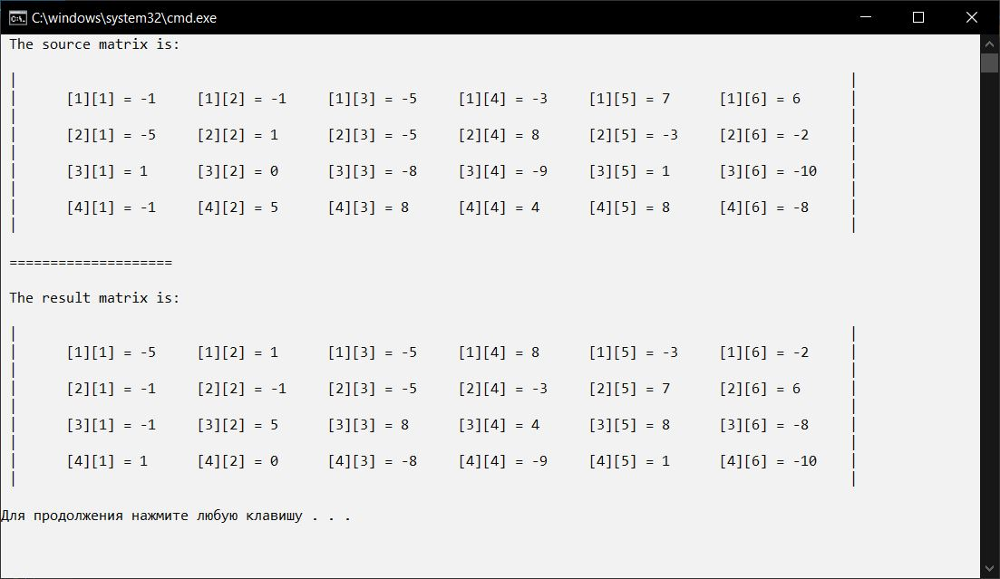 C:\windows\system32\cmd.exe
The source matrix is:
| |
| [1][1] = -1 [1][2] = -1 [1][3] = -5 [1][4] = -3 [1][5] = 7 [1][6] = 6 |
| |
| [2][1] = -5 [2][2] = 1 [2][3] = -5 [2][4] = 8 [2][5] = -3 [2][6] = -2 |
| |
| [3][1] = 1 [3][2] = 0 [3][3] = -8 [3][4] = -9 [3][5] = 1 [3][6] = -10 |
| |
| [4][1] = -1 [4][2] = 5 [4][3] = 8 [4][4] = 4 [4][5] = 8 [4][6] = -8 |
| |
====================
The result matrix is:
| |
| [1][1] = -5 [1][2] = 1 [1][3] = -5 [1][4] = 8 [1][5] = -3 [1][6] = -2 |
| |
| [2][1] = -1 [2][2] = -1 [2][3] = -5 [2][4] = -3 [2][5] = 7 [2][6] = 6 |
| |
| [3][1] = -1 [3][2] = 5 [3][3] = 8 [3][4] = 4 [3][5] = 8 [3][6] = -8 |
| |
| [4][1] = 1 [4][2] = 0 [4][3] = -8 [4][4] = -9 [4][5] = 1 [4][6] = -10 |
| |
Для продолжения нажмите любую клавишу . . .